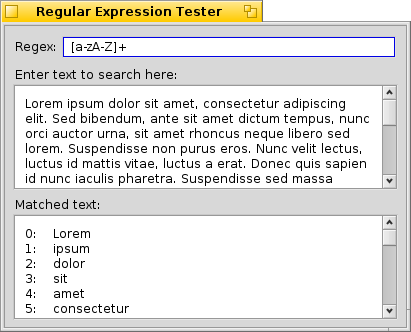 Regular Expression Tester
Regex: [a-zA-Z]+
Enter text to search here:
Lorem ipsum dolor sit amet, consectetur adipiscing
elit. Sed bibendum, ante sit amet dictum tempus, nunc
orci auctor urna, sit amet rhoncus neque libero sed
lorem. Suspendisse non purus eros. Nunc velit lectus,
luctus id mattis vitae, luctus a erat. Donec quis sapien
id nunc iaculis pharetra. Suspendisse sed massa
Matched text:
0: Lorem
1: ipsum
2: dolor
3: sit
4: amet
5: consectetur